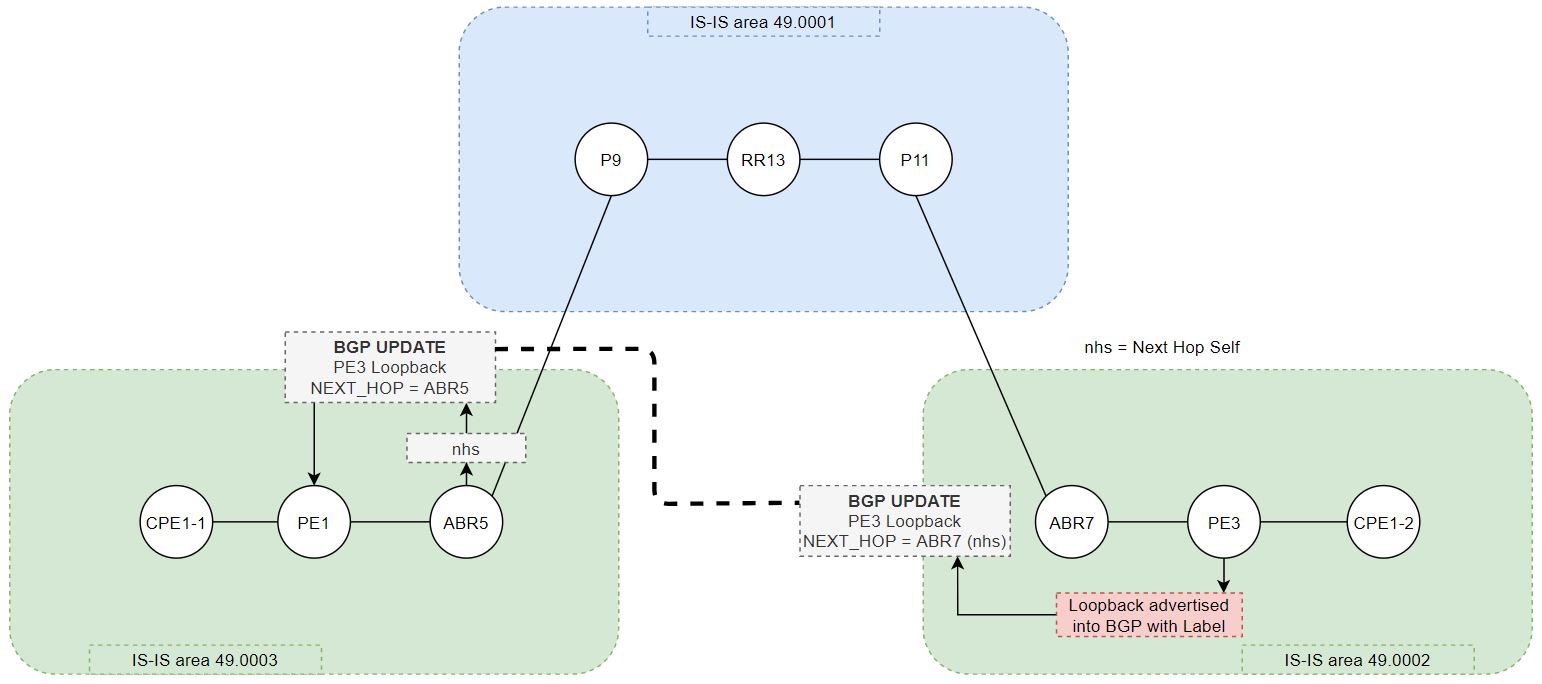 IS-IS area 49.0001
P9
RR13
P11
BGP UPDATE
PE3 Loopback
NEXT_HOP = ABR5
nhs = Next Hop Self
nhs
CPE1-1
PE1
ABR5
BGP UPDATE
PE3 Loopback
NEXT_HOP = ABR7 (nhs)
ABR7
PE3
CPE1-2
Loopback advertised
into BGP with Label
IS-IS area 49.0003
IS-IS area 49.0002